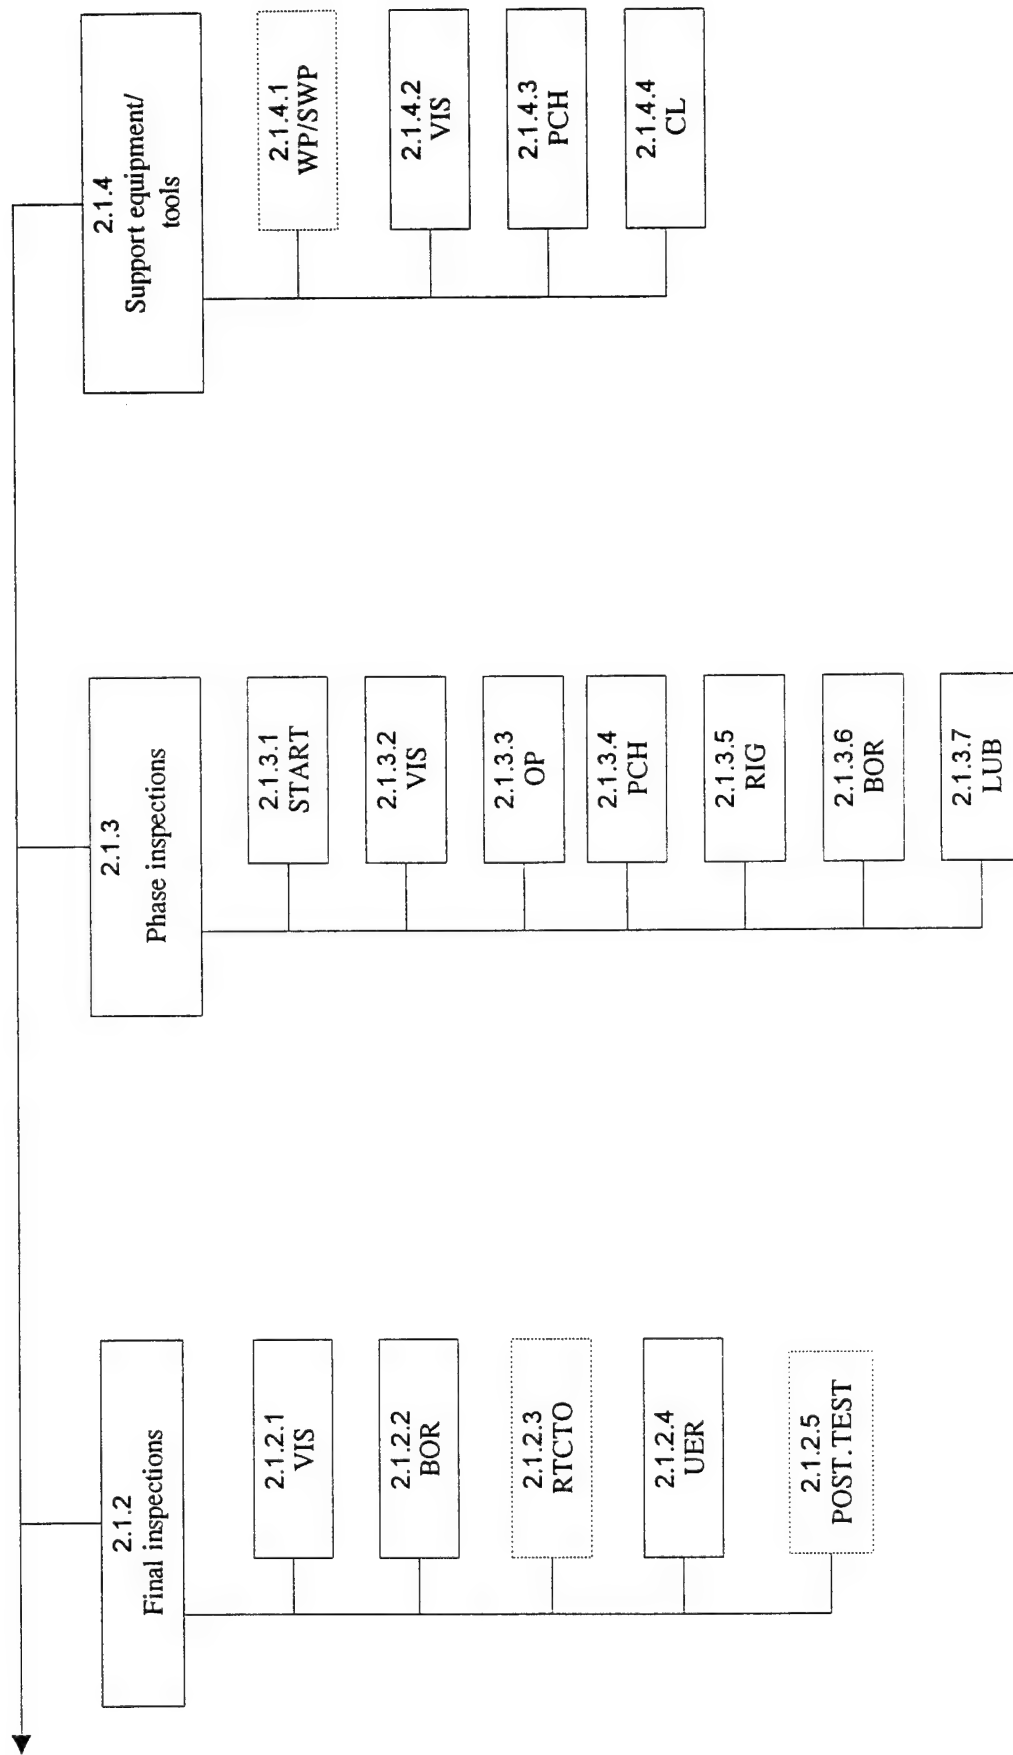 2.1.2
Final inspections
2.1.2.1
VIS
2.1.2.2
BOR
2.1.2.3
RTCTO
2.1.2.4
UER
2.1.2.5
POST.TEST
2.1.3
Phase inspections
2.1.3.1
START
2.1.3.2
VIS
2.1.3.3
OP
2.1.3.4
PCH
2.1.3.5
RIG
2.1.3.6
BOR
2.1.3.7
LUB
2.1.4
Support equipment/
tools
2.1.4.1
WP/SWP
2.1.4.2
VIS
2.1.4.3
PCH
2.1.4.4
CL